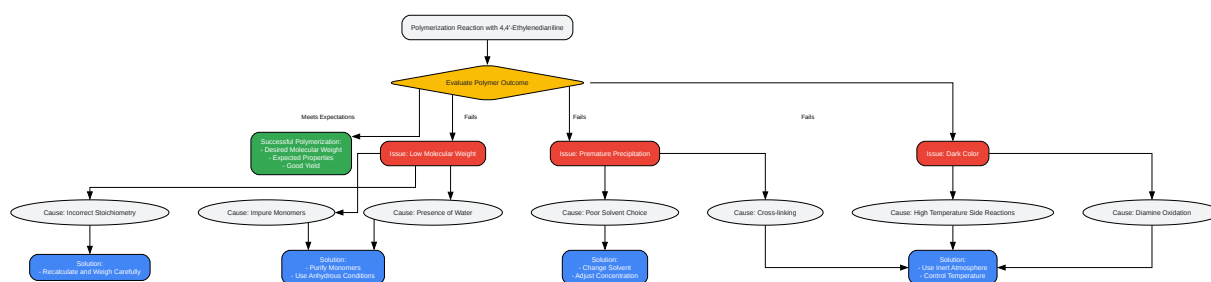 Polymerization Reaction with 4,4'-Ethylenedianiline
Evaluate Polymer Outcome
Meets Expectations
Fails
Fails
Fails
Successful Polymerization:
- Desired Molecular Weight
- Expected Properties
- Good Yield
Issue: Low Molecular Weight
Issue: Premature Precipitation
Issue: Dark Color
Cause: Incorrect Stoichiometry
Cause: Impure Monomers
Cause: Presence of Water
Cause: Poor Solvent Choice
Cause: Cross-linking
Cause: High Temperature Side Reactions
Cause: Diamine Oxidation
Solution:
- Recalculate and Weigh Carefully
Solution:
- Purify Monomers
- Use Anhydrous Conditions
Solution:
- Change Solvent
- Adjust Concentration
Solution:
- Use Inert Atmosphere
- Control Temperature